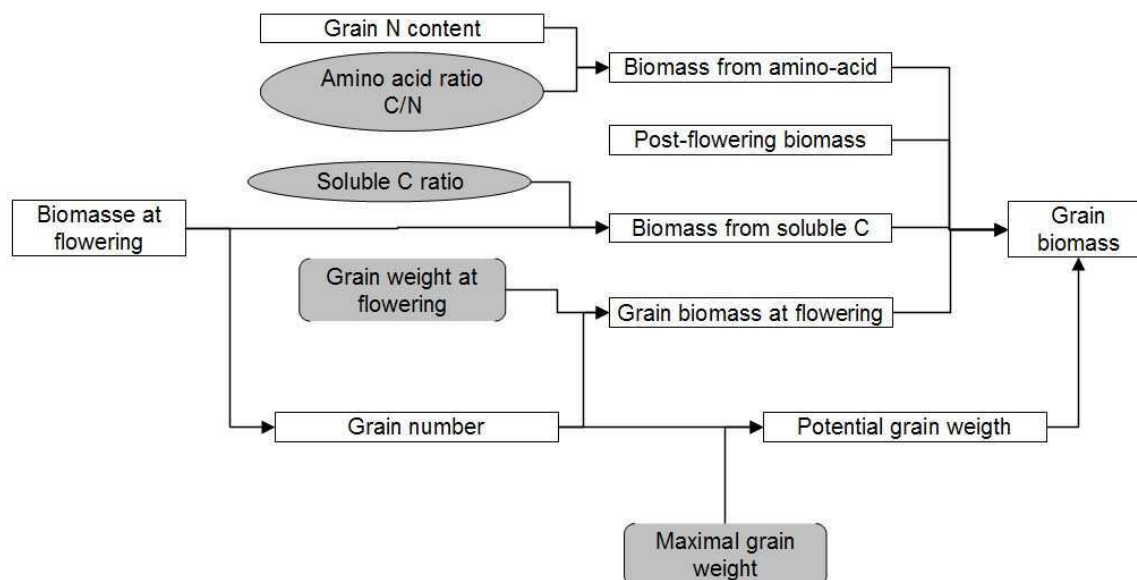 Grain N content
Amino acid ratio
C/N
Biomass from amino-acid
Post-flowering biomass
Soluble C ratio
Biomasse at
flowering
Biomass from soluble C
Grain
biomass
Grain weight at
flowering
Grain biomass at flowering
Grain number
Potential grain weigth
Maximal grain
weight